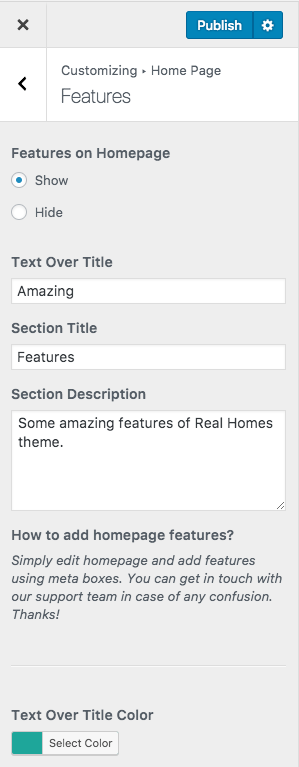 Publish
Customizing ▸ Home Page
Features
Features on Homepage
Show
Hide
Text Over Title
Amazing
Section Title
Features
Section Description
Some amazing features of Real Homes
theme.
How to add homepage features?
Simply edit homepage and add features
using meta boxes. You can get in touch with
our support team in case of any confusion.
Thanks!
Text Over Title Color
Select Color